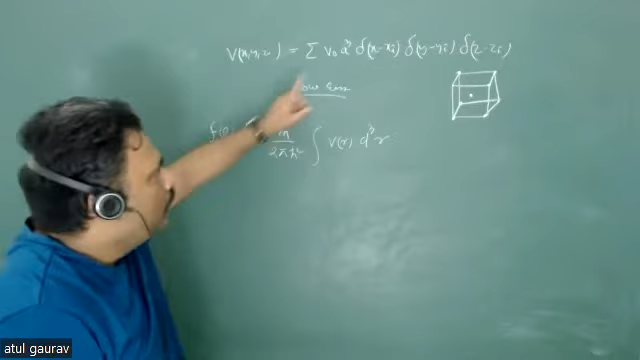 V(x,y,z) = ∑ V₀ a³ δ(x-xᵢ) δ(y-yᵢ) δ(z-zᵢ)
m/2πħ² ∫ V(r) d³r
atul gaurav